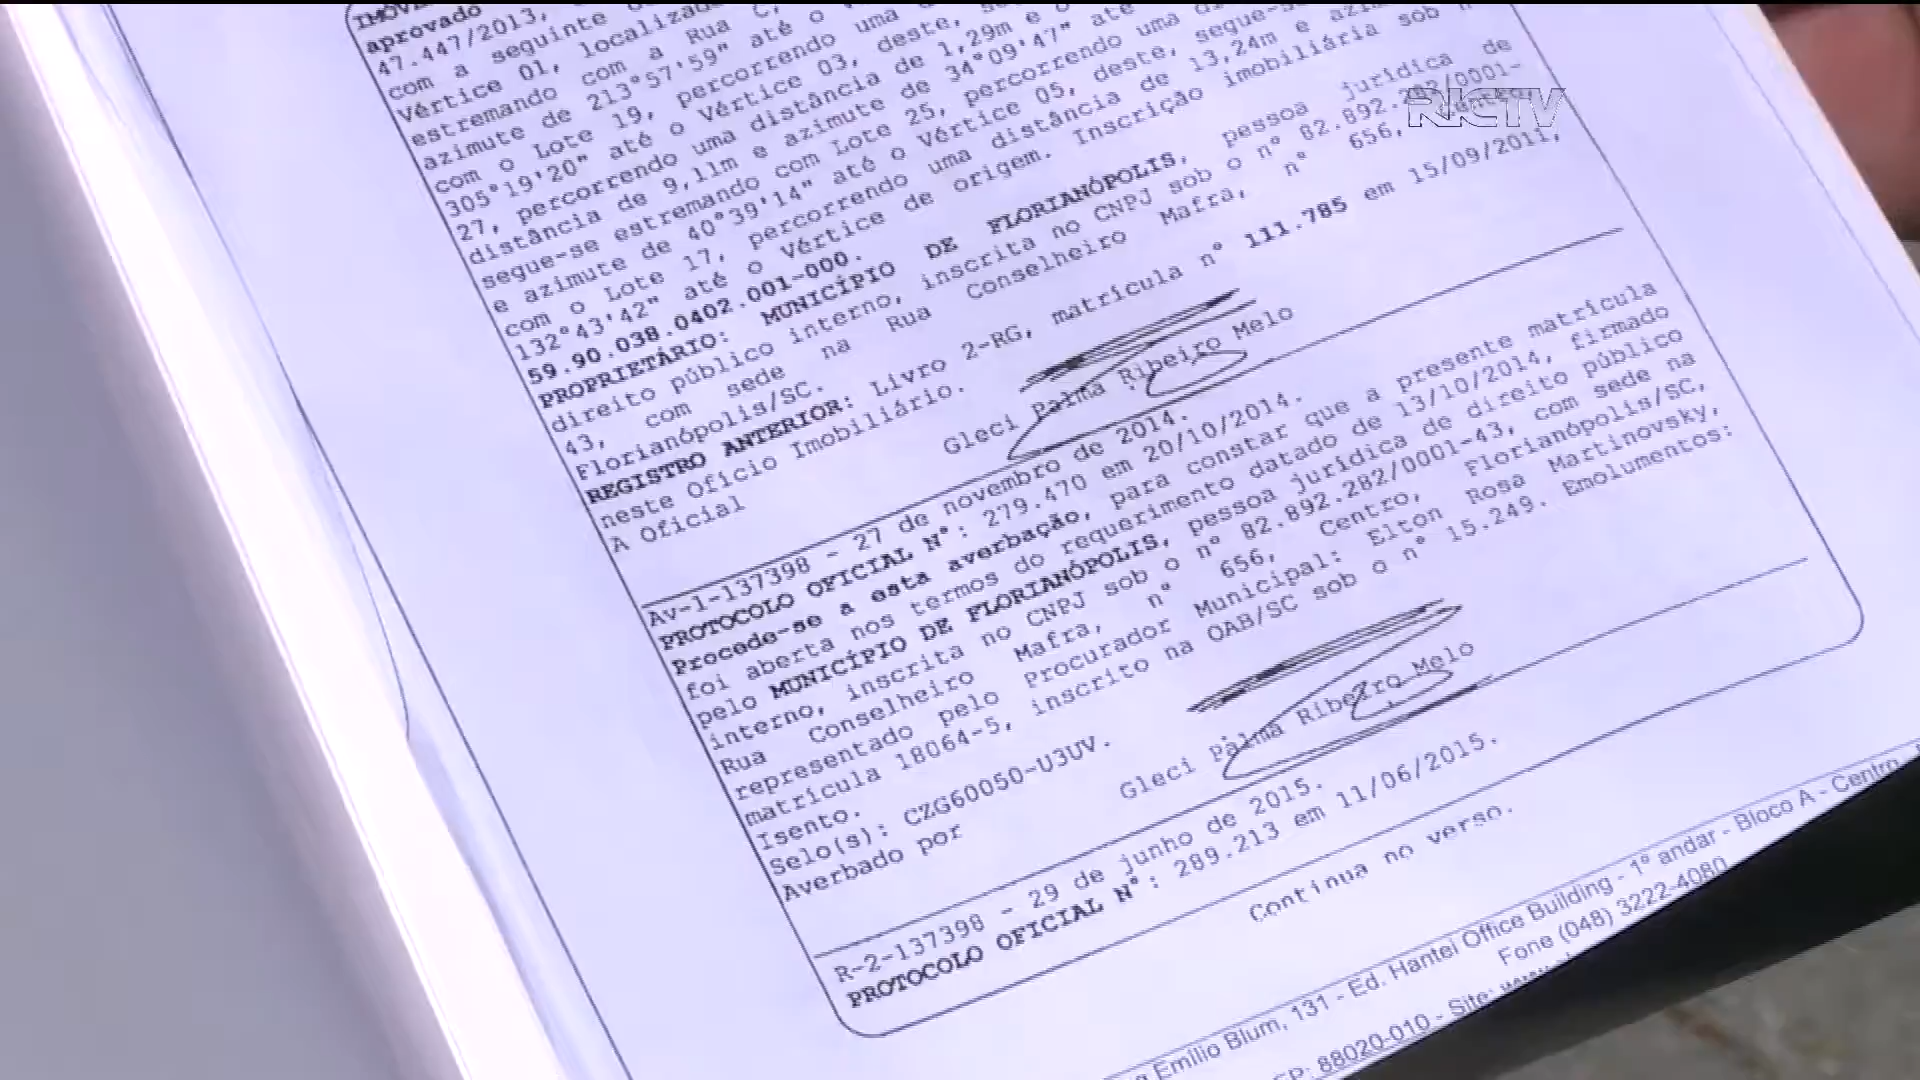 IMÓVEL
aprovado
47.447/2013,
com a seguinte
Vértice 01, localizado
estremando com a Rua C,
azimute de 213°57'59" até o
com o Lote 19, percorrendo uma
305°19'20" até o Vértice 03, deste,
27, percorrendo uma distância de 1,29m e o
distância de 9,11m e azimute de 34°09'47" até
segue-se estremando com Lote 25, percorrendo uma
e azimute de 40°39'14" até o Vértice 05, deste, segue-se
com o Lote 17, percorrendo uma distância de 13,24m e
132°43'42" até o Vértice de origem. Inscrição imobiliária sob
59.90.038.0402.001-000.
PROPRIETÁRIO: MUNICÍPIO DE FLORIANÓPOLIS, pessoa jurídica de
direito público interno, inscrita no CNPJ sob o n° 82.892.282/0001-
43, com sede na Rua Conselheiro Mafra, n° 656, Centro,
Florianópolis/SC.
REGISTRO ANTERIOR: Livro 2-RG, matrícula n° 111.785 em 15/09/2011,
neste Ofício Imobiliário.
A Oficial
Gleci Palma Ribeiro Melo
Av-1-137398 - 27 de novembro de 2014.
PROTOCOLO OFICIAL N°: 279.470 em 20/10/2014.
Procede-se a esta averbação, para constar que a presente matrícula
foi aberta nos termos do requerimento datado de 13/10/2014, firmado
pelo MUNICÍPIO DE FLORIANÓPOLIS, pessoa jurídica de direito público
interno, inscrita no CNPJ sob o n° 82.892.282/0001-43, com sede na
Rua Conselheiro Mafra, n° 656, Centro, Florianópolis/SC,
representado pelo Procurador Municipal: Elton Rosa Martinovsky,
matrícula 18064-5, inscrito na OAB/SC sob o n° 15.249. Emolumentos:
Isento.
Selo(s): CZG60050-U3UV.
Averbado por
Gleci Palma Ribeiro Melo
R-2-137398 - 29 de junho de 2015.
PROTOCOLO OFICIAL N°: 289.213 em 11/06/2015.
Continua no verso.
Emílio Blum, 131 - Ed. Hantei Office Building - 1° andar - Bloco A - Centro
Fone (048) 3222-4080
88020-010 - Site:
RICTV